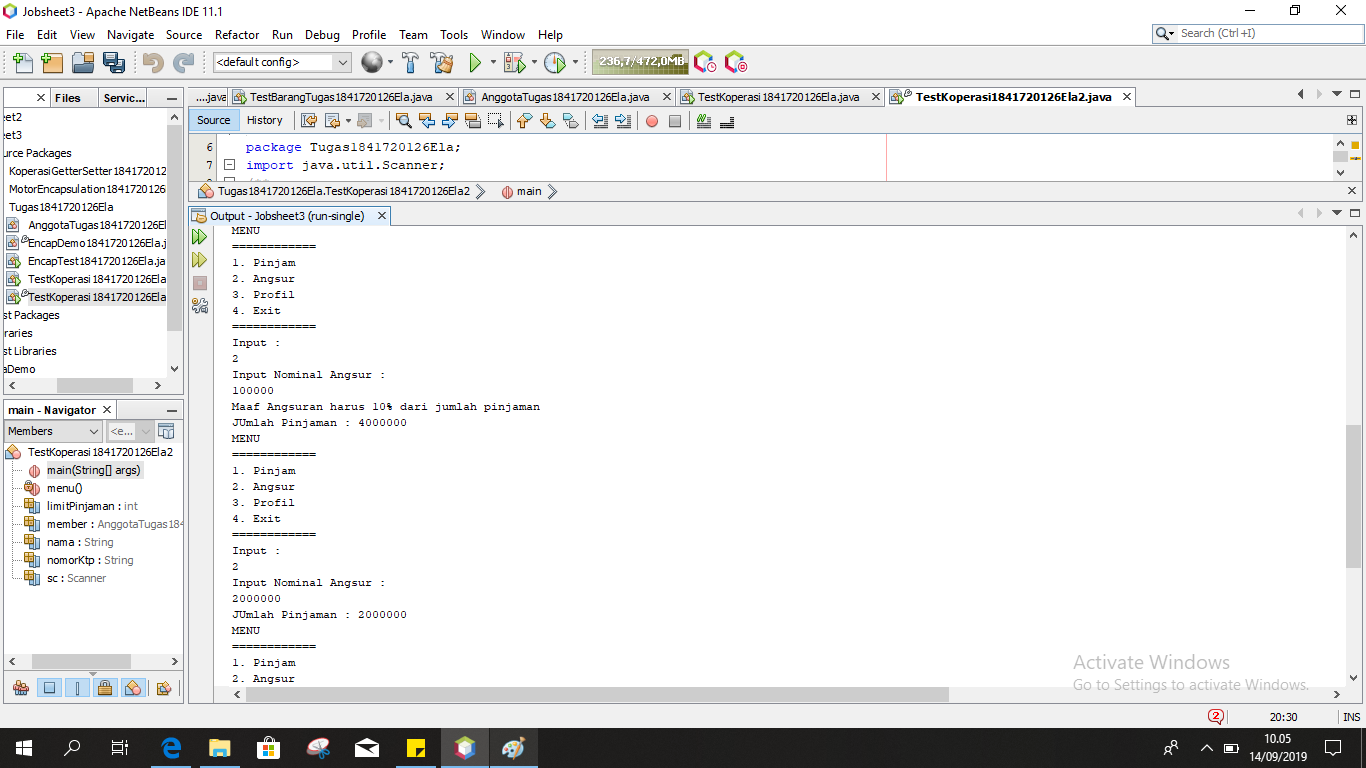 Jobsheet3 - Apache NetBeans IDE 11.1
File Edit View Navigate Source Refactor Run Debug Profile Team Tools Window Help
Search (Ctrl+I)
<default config>
236,7/472,0MB
Files Servic...
...java TestBarangTugas1841720126Ela.java AnggotaTugas1841720126Ela.java TestKoperasi1841720126Ela.java TestKoperasi1841720126Ela2.java
Source History
6 package Tugas1841720126Ela;
7 import java.util.Scanner;
Tugas1841720126Ela.TestKoperasi1841720126Ela2 main
eet2
eet3
urce Packages
KoperasiGetterSetter18417201
MotorEncapsulation1841720126
Tugas1841720126Ela
AnggotaTugas1841720126El
EncapDemo1841720126Ela.j
EncapTest1841720126Ela.ja
TestKoperasi1841720126Ela
TestKoperasi1841720126Ela
st Packages
raries
st Libraries
aDemo
main - Navigator
Members <e...
TestKoperasi1841720126Ela2
main(String[] args)
menu()
limitPinjaman : int
member : AnggotaTugas184
nama : String
nomorKtp : String
sc : Scanner
Output - Jobsheet3 (run-single)
MENU
============
1. Pinjam
2. Angsur
3. Profil
4. Exit
============
Input :
2
Input Nominal Angsur :
100000
Maaf Angsuran harus 10% dari jumlah pinjaman
JUmlah Pinjaman : 4000000
MENU
============
1. Pinjam
2. Angsur
3. Profil
4. Exit
============
Input :
2
Input Nominal Angsur :
2000000
JUmlah Pinjaman : 2000000
MENU
============
1. Pinjam
2. Angsur
Activate Windows
Go to Settings to activate Windows.
2 20:30 INS
10.05
14/09/2019